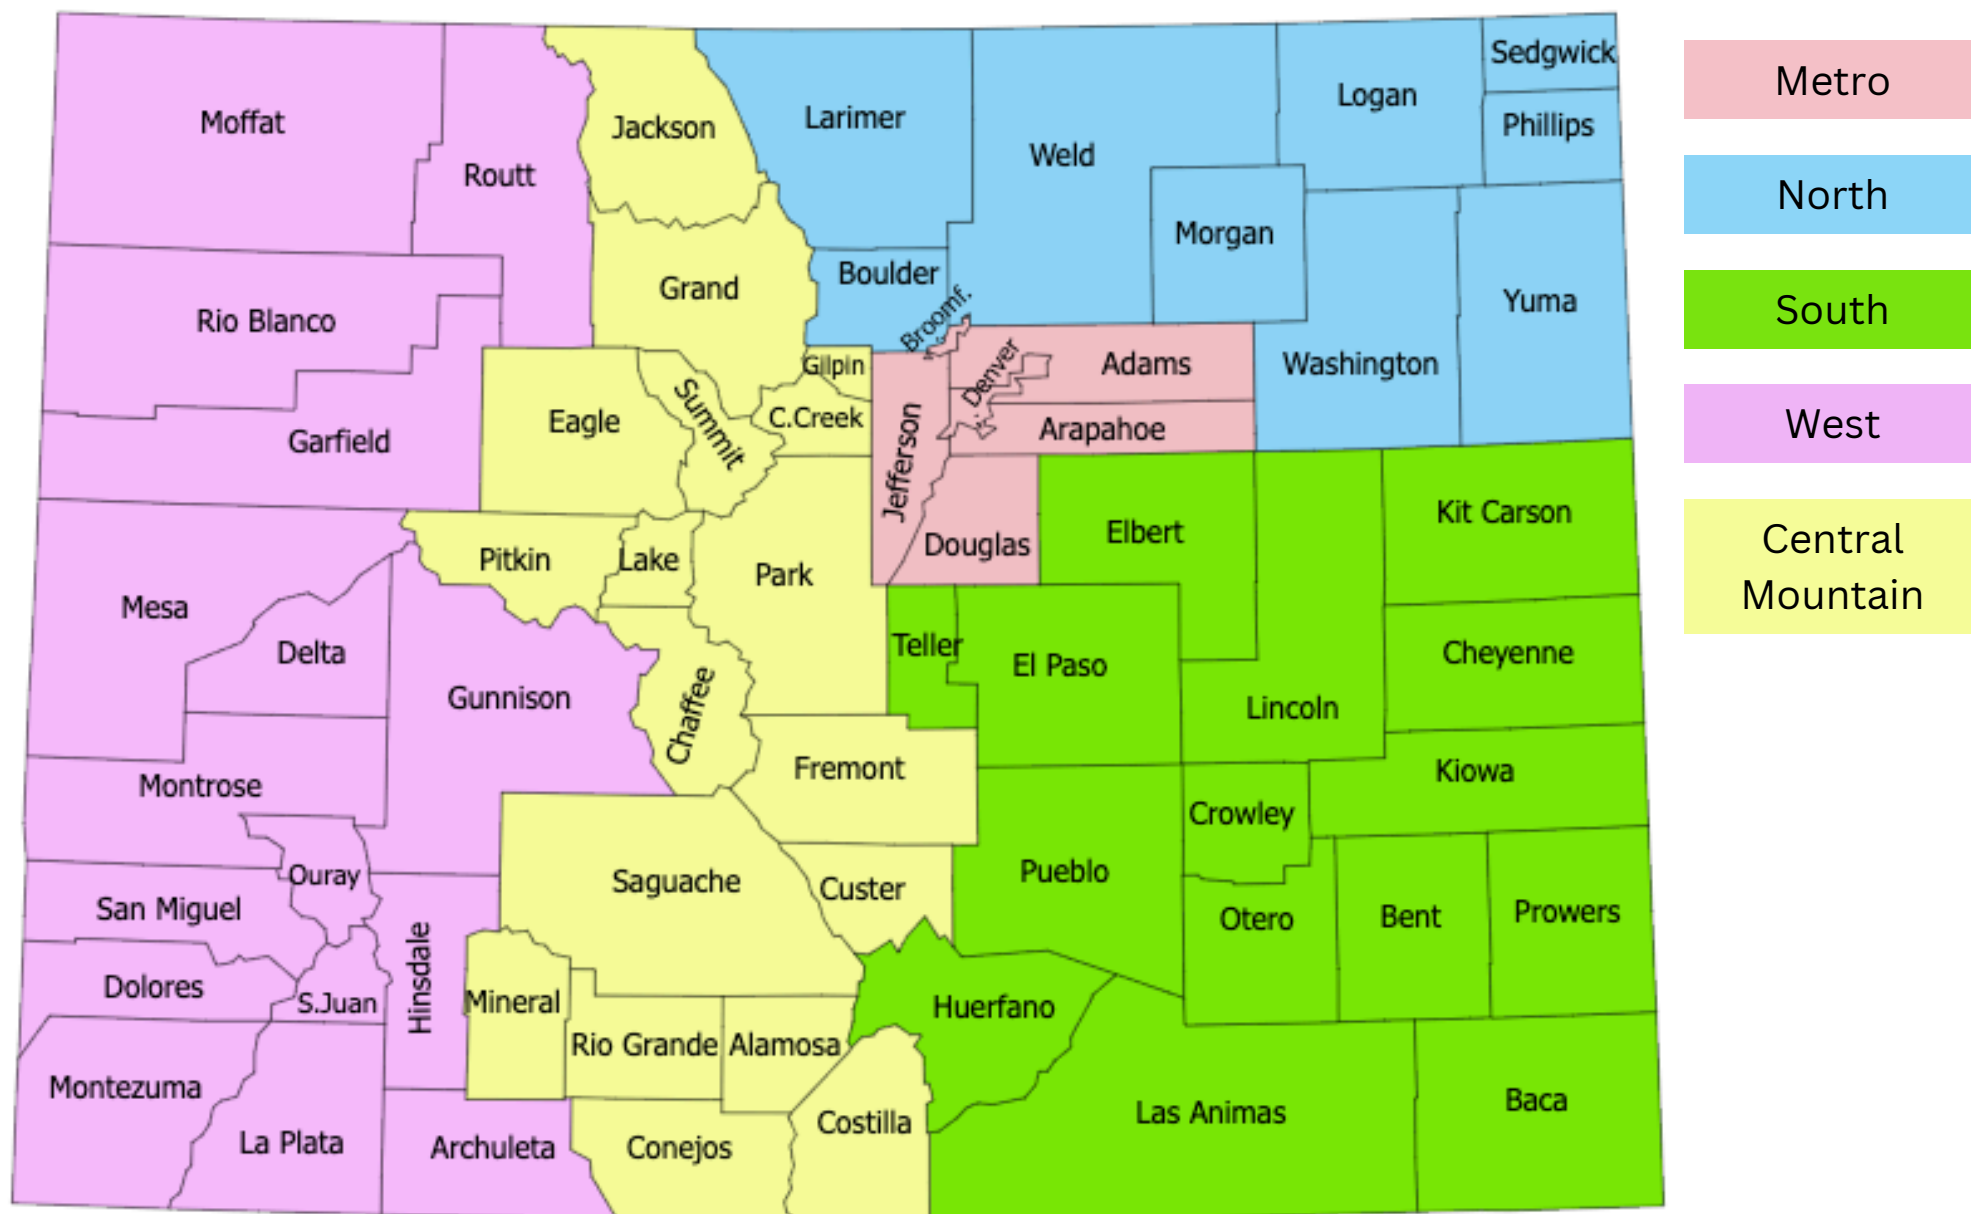 Moffat
Routt
Jackson
Larimer
Weld
Logan
Sedgwick
Phillips
Morgan
Rio Blanco
Grand
Boulder
Broomf.
Washington
Yuma
Garfield
Eagle
Summit
Gilpin
C.Creek
Jefferson
Denver
Adams
Arapahoe
Douglas
Elbert
Kit Carson
Mesa
Pitkin
Lake
Park
Delta
Gunnison
Chaffee
Teller
El Paso
Lincoln
Cheyenne
Montrose
Fremont
Kiowa
Ouray
Saguache
Custer
Pueblo
Crowley
San Miguel
Hinsdale
Otero
Bent
Prowers
Dolores
S.Juan
Mineral
Rio Grande
Alamosa
Huerfano
Montezuma
La Plata
Archuleta
Conejos
Costilla
Las Animas
Baca
Metro
North
South
West
Central
Mountain